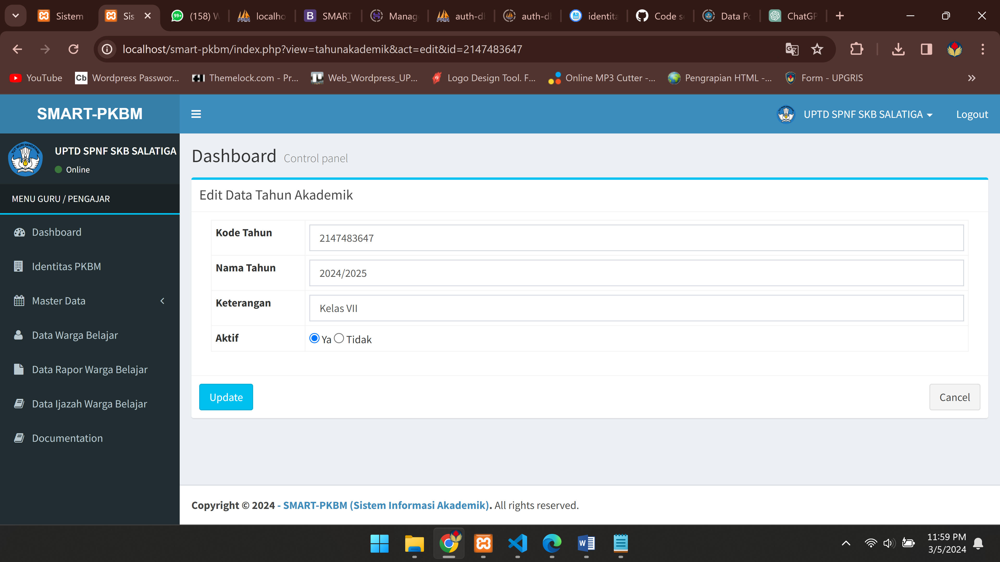 Sistem
Sis
(158) W
localho
SMART
Manag
auth-d
auth-d
identita
Code s
Data Po
ChatGP
localhost/smart-pkbm/index.php?view=tahunakademik&act=edit&id=2147483647
YouTube
Cb Wordpress Passwor...
Themelock.com - Pr...
Web_Wordpress_UP...
Logo Design Tool. F...
Online MP3 Cutter -...
Pengrapian HTML -...
Form - UPGRIS
SMART-PKBM
UPTD SPNF SKB SALATIGA
Logout
UPTD SPNF SKB SALATIGA
Online
MENU GURU / PENGAJAR
Dashboard
Identitas PKBM
Master Data
Data Warga Belajar
Data Rapor Warga Belajar
Data Ijazah Warga Belajar
Documentation
Dashboard Control panel
Edit Data Tahun Akademik
Kode Tahun 2147483647
Nama Tahun 2024/2025
Keterangan Kelas VII
Aktif Ya Tidak
Update
Cancel
Copyright © 2024 - SMART-PKBM (Sistem Informasi Akademik). All rights reserved.
11:59 PM
3/5/2024